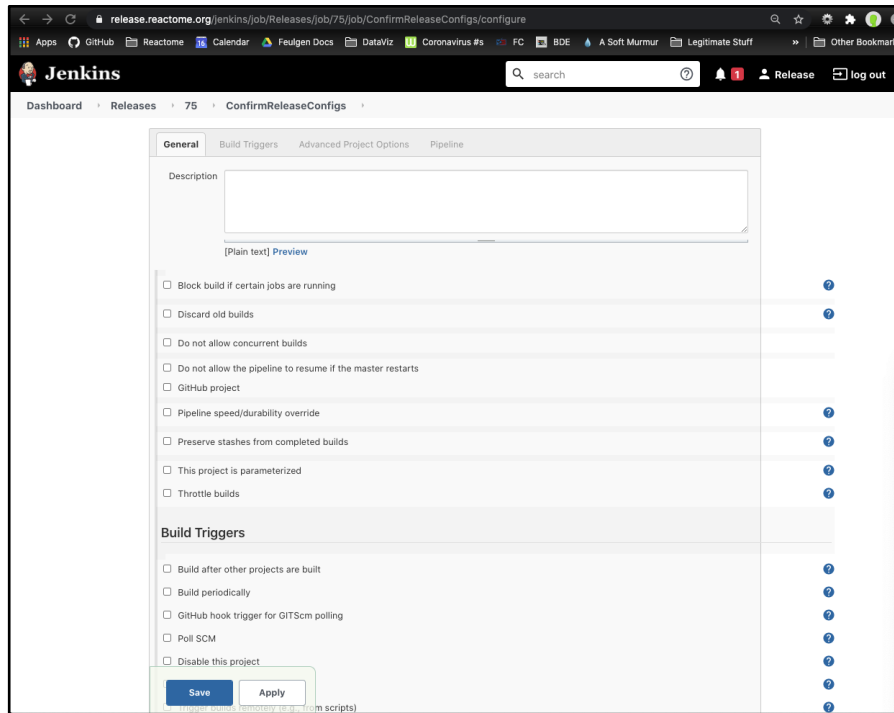 release.reactome.org/jenkins/job/Releases/job/75/job/ConfirmReleaseConfigs/configure
Apps GitHub Reactome 16 Calendar Feulgen Docs DataViz Coronavirus #s FC BDE A Soft Murmur Legitimate Stuff » Other Bookmar
Jenkins search 1 Release log out
Dashboard Releases 75 ConfirmReleaseConfigs
General Build Triggers Advanced Project Options Pipeline
Description
[Plain text] Preview
Block build if certain jobs are running
Discard old builds
Do not allow concurrent builds
Do not allow the pipeline to resume if the master restarts
GitHub project
Pipeline speed/durability override
Preserve stashes from completed builds
This project is parameterized
Throttle builds
Build Triggers
Build after other projects are built
Build periodically
GitHub hook trigger for GITScm polling
Poll SCM
Disable this project
Save Apply
Trigger builds remotely (e.g., from scripts)